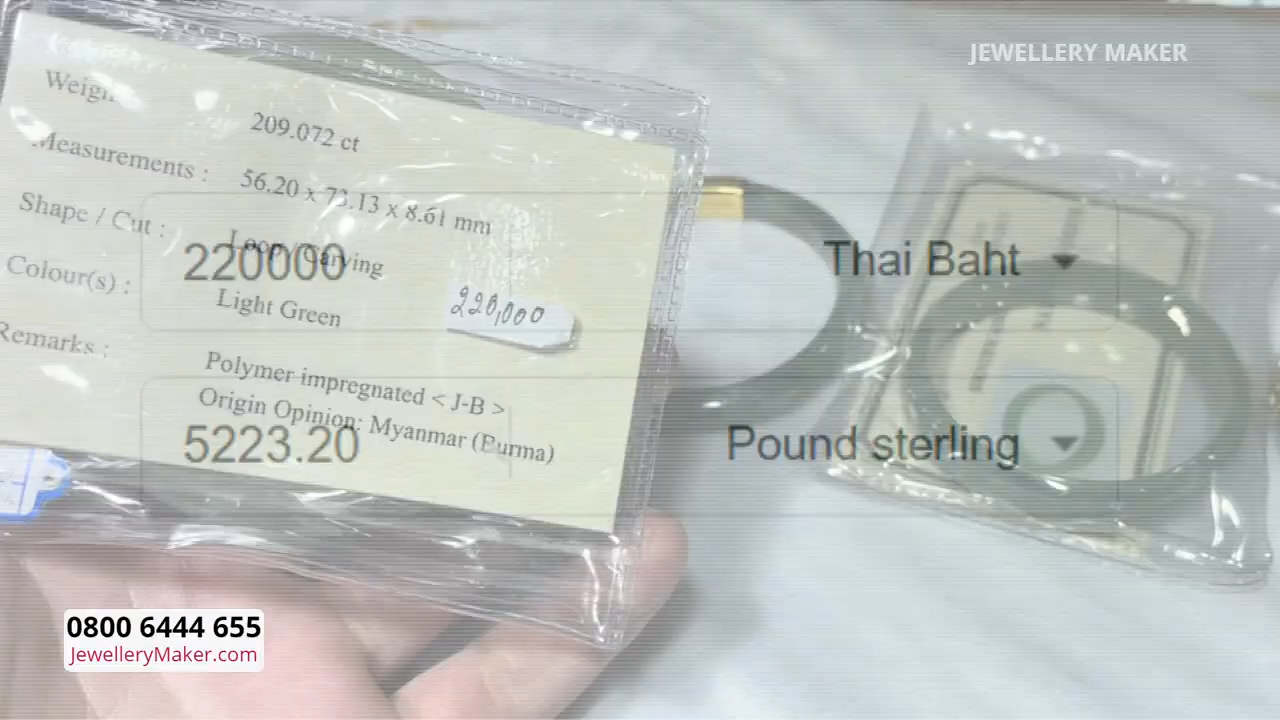 JEWELLERY MAKER
Weigh
209.072 ct
Measurements : 56.20 x 73.13 x 8.61 mm
Shape / Cut : Loop / Carving
Colour(s) : Light Green
220,000
Remarks : Polymer impregnated < J-B >
Origin Opinion: Myanmar (Burma)
220000 Thai Baht
5223.20 Pound sterling
0800 6444 655
JewelleryMaker.com